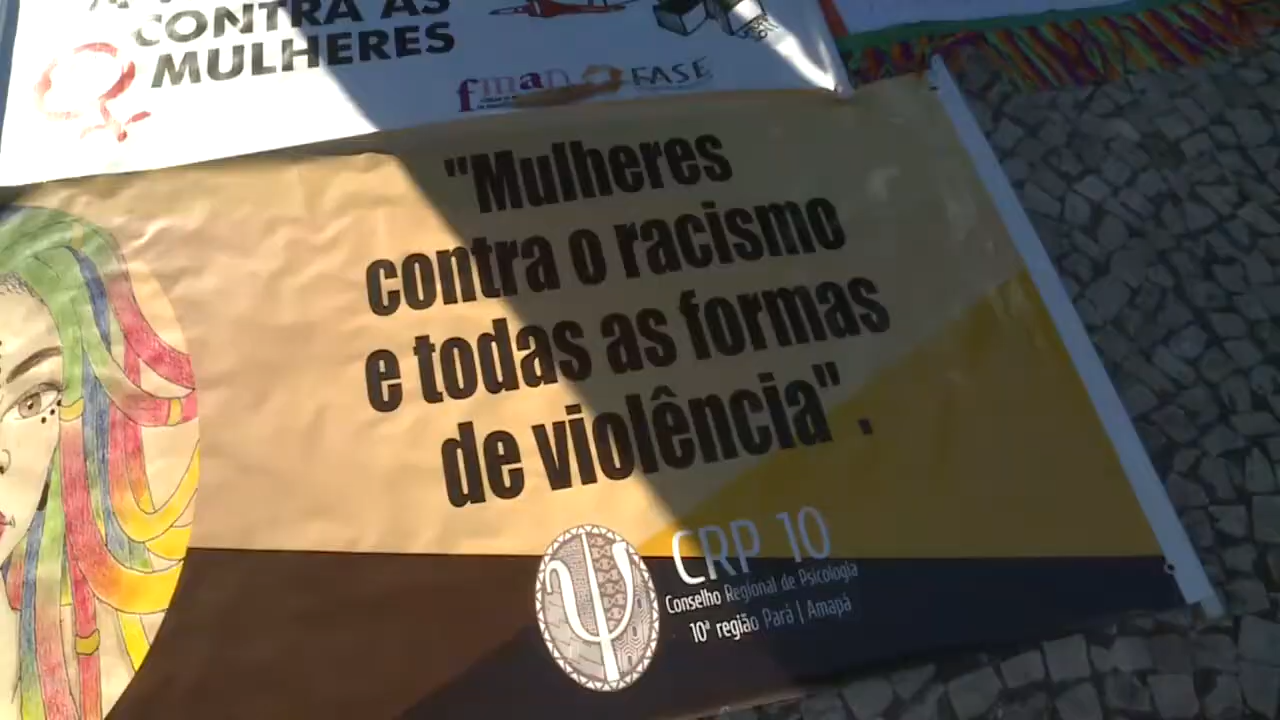 CONTRA AS
MULHERES
fmap FASE
"Mulheres
contra o racismo
e todas as formas
de violência".
CRP 10
Conselho Regional de Psicologia
10ª região Pará | Amapá